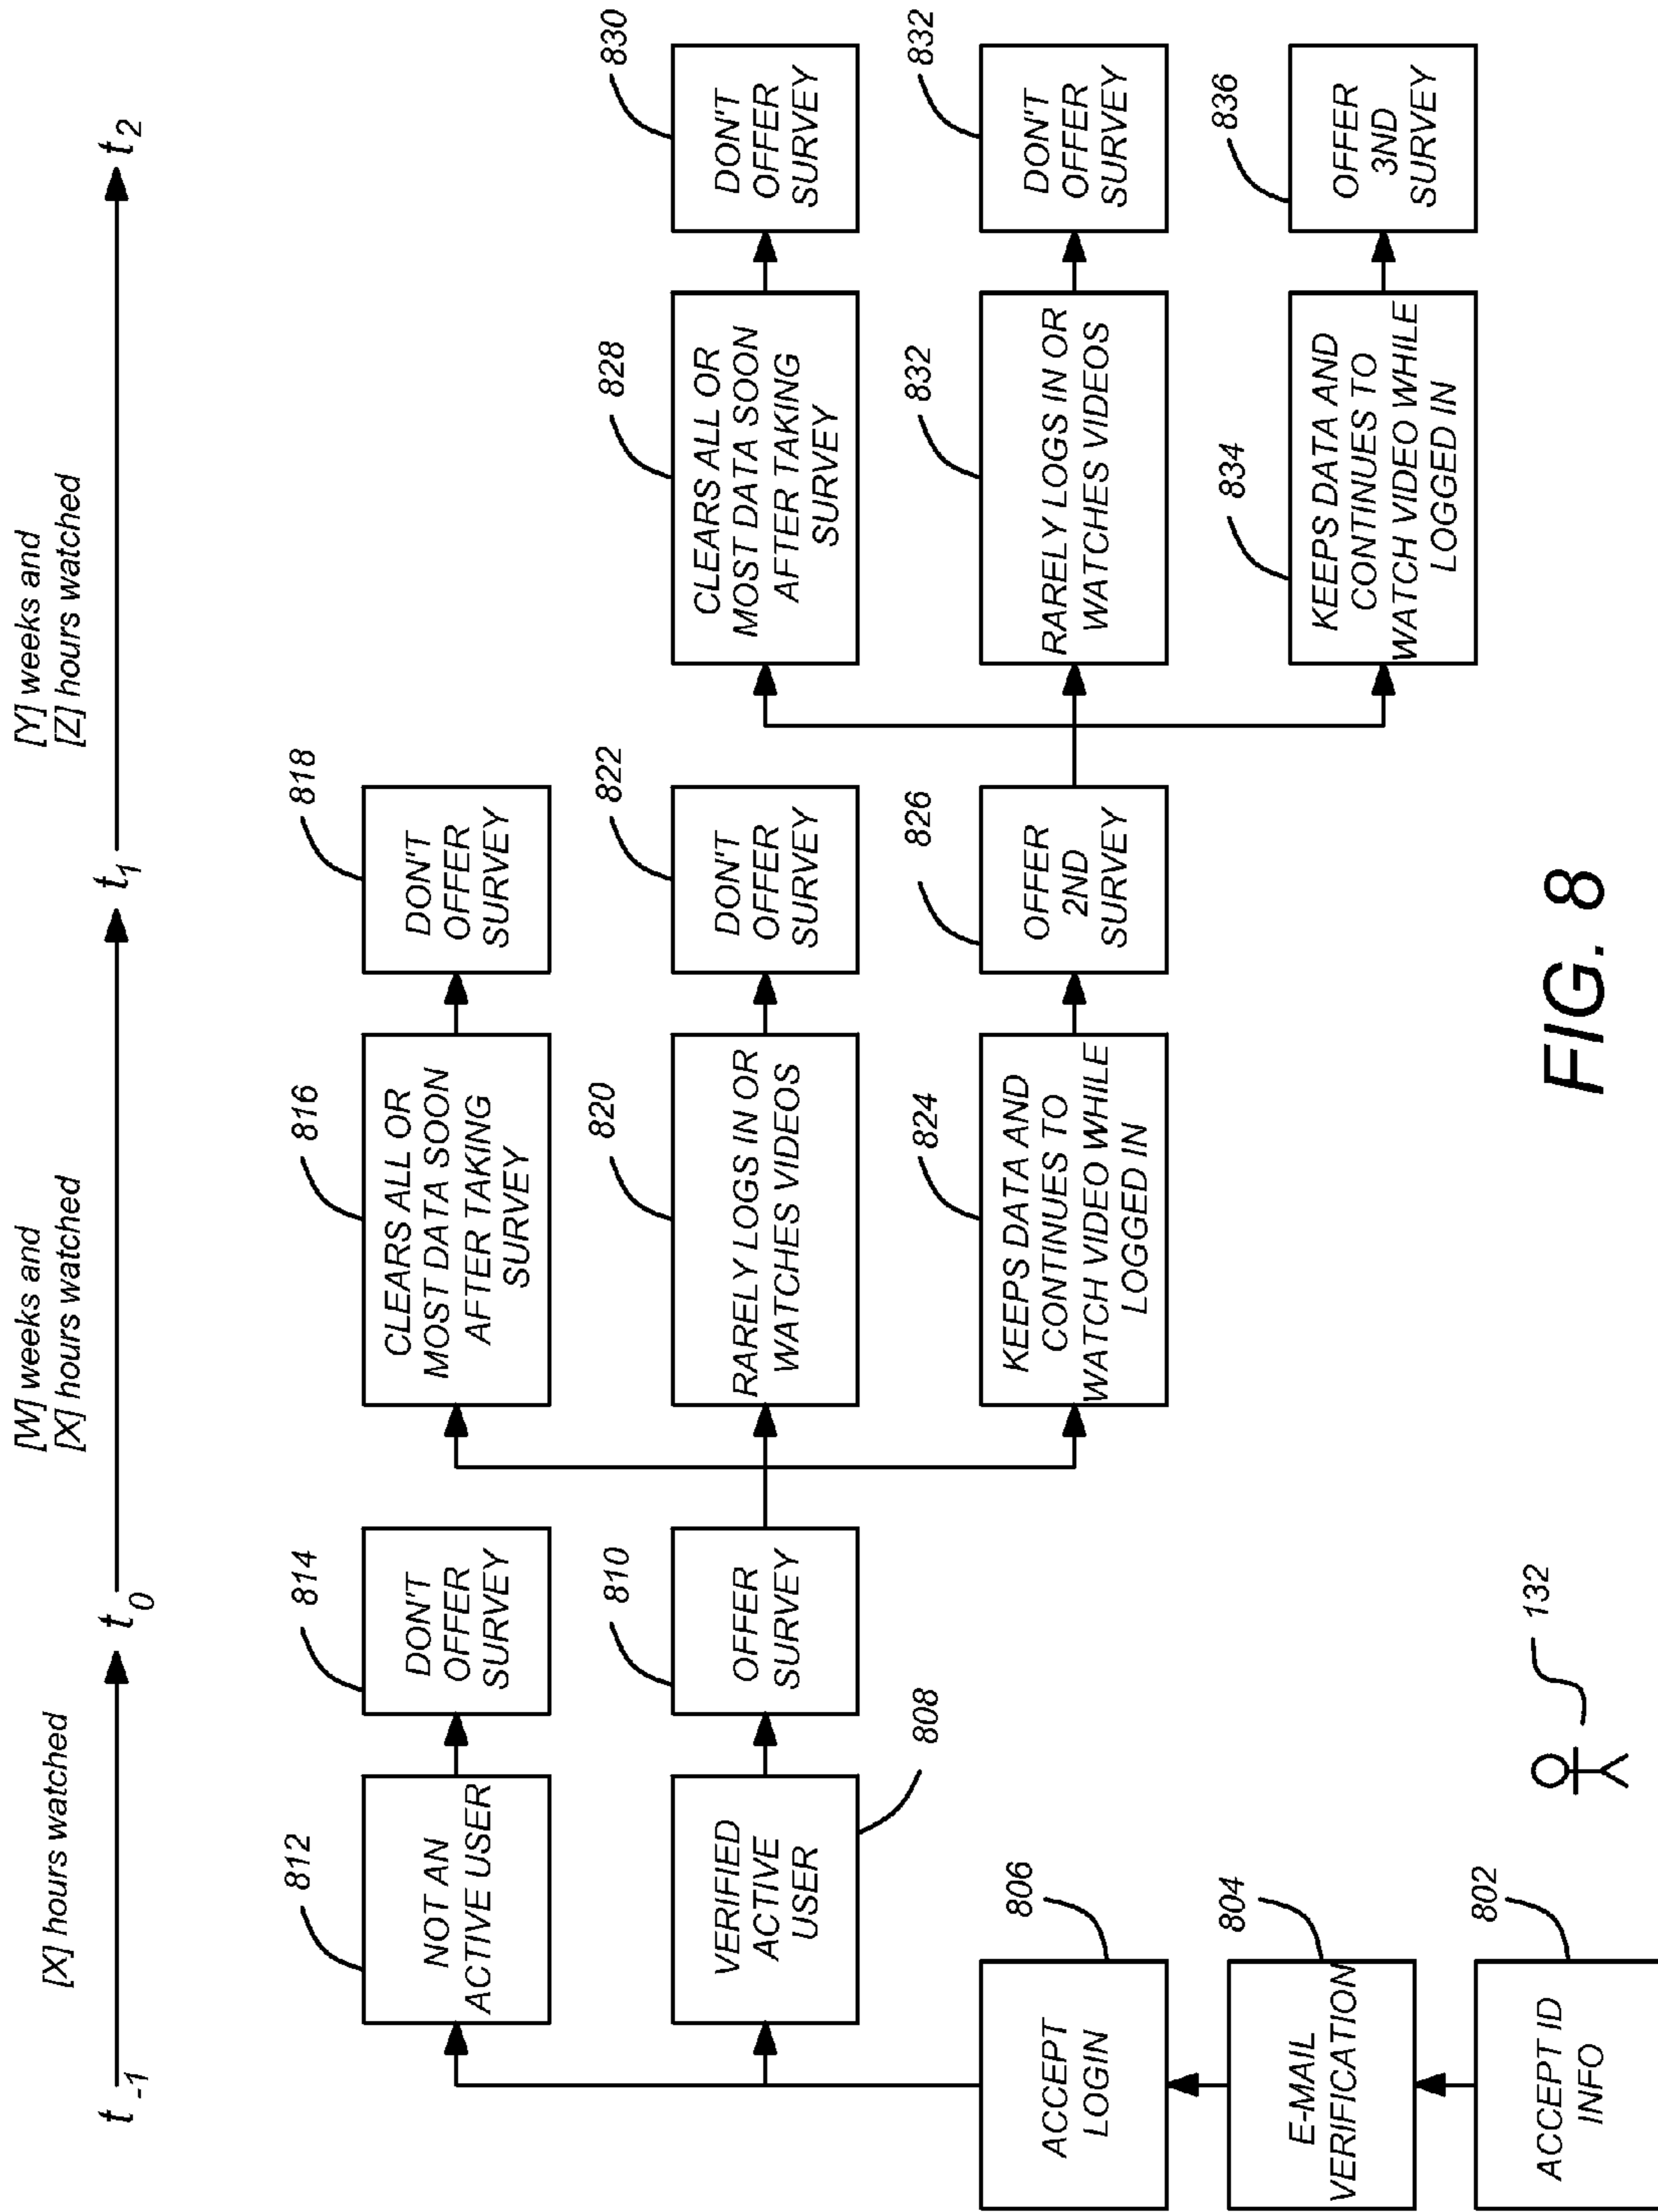 [X] hours watched
[W] weeks and
[X] hours watched
[Y] weeks and
[Z] hours watched
t-1
t0
t1
t2
812
NOT AN
ACTIVE USER
814
DON'T
OFFER
SURVEY
816
CLEARS ALL OR
MOST DATA SOON
AFTER TAKING
SURVEY
818
DON'T
OFFER
SURVEY
VERIFIED
ACTIVE
USER
808
810
OFFER
SURVEY
820
RARELY LOGS IN OR
WATCHES VIDEOS
822
DON'T
OFFER
SURVEY
828
CLEARS ALL OR
MOST DATA SOON
AFTER TAKING
SURVEY
830
DON'T
OFFER
SURVEY
806
ACCEPT
LOGIN
824
KEEPS DATA AND
CONTINUES TO
WATCH VIDEO WHILE
LOGGED IN
826
OFFER
2ND
SURVEY
832
RARELY LOGS IN OR
WATCHES VIDEOS
832
DON'T
OFFER
SURVEY
804
E-MAIL
VERIFICATION
834
KEEPS DATA AND
CONTINUES TO
WATCH VIDEO WHILE
LOGGED IN
836
OFFER
3ND
SURVEY
802
ACCEPT ID
INFO
132
FIG. 8